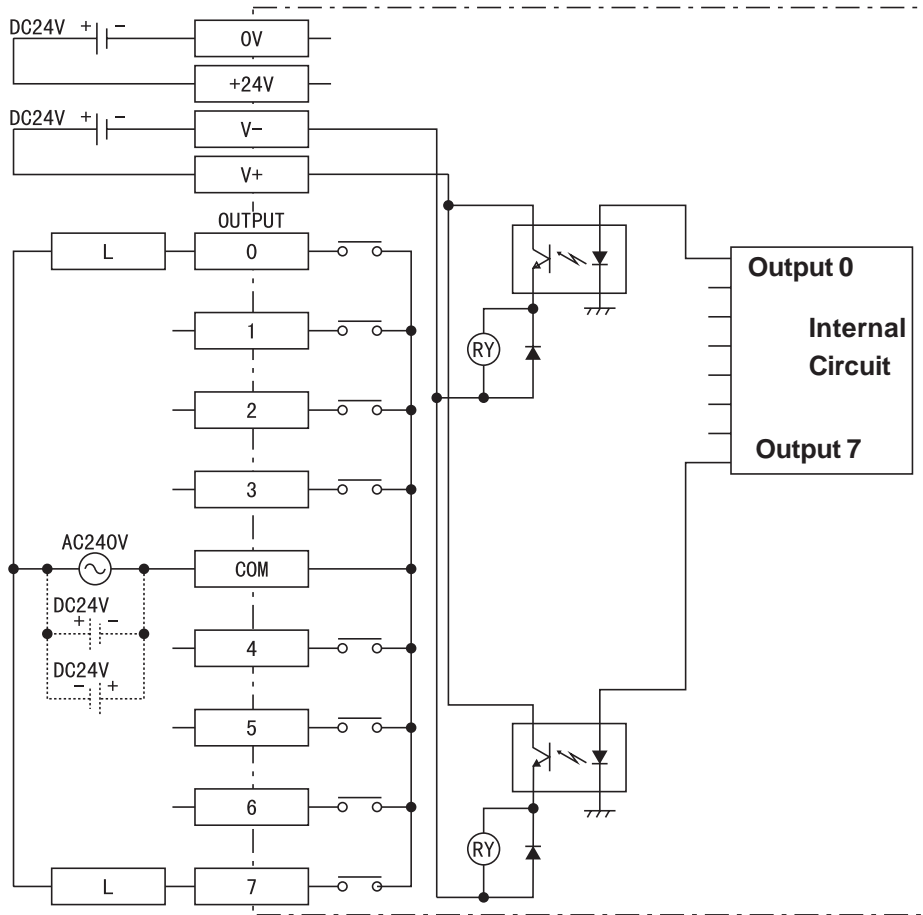 DC24V + − 0V
+24V
DC24V + − V-
V+
OUTPUT
L 0
1
2
3
AC240V
COM
DC24V
+ −
4
DC24V
− +
5
6
L 7
RY
Output 0
Internal
Circuit
Output 7
RY